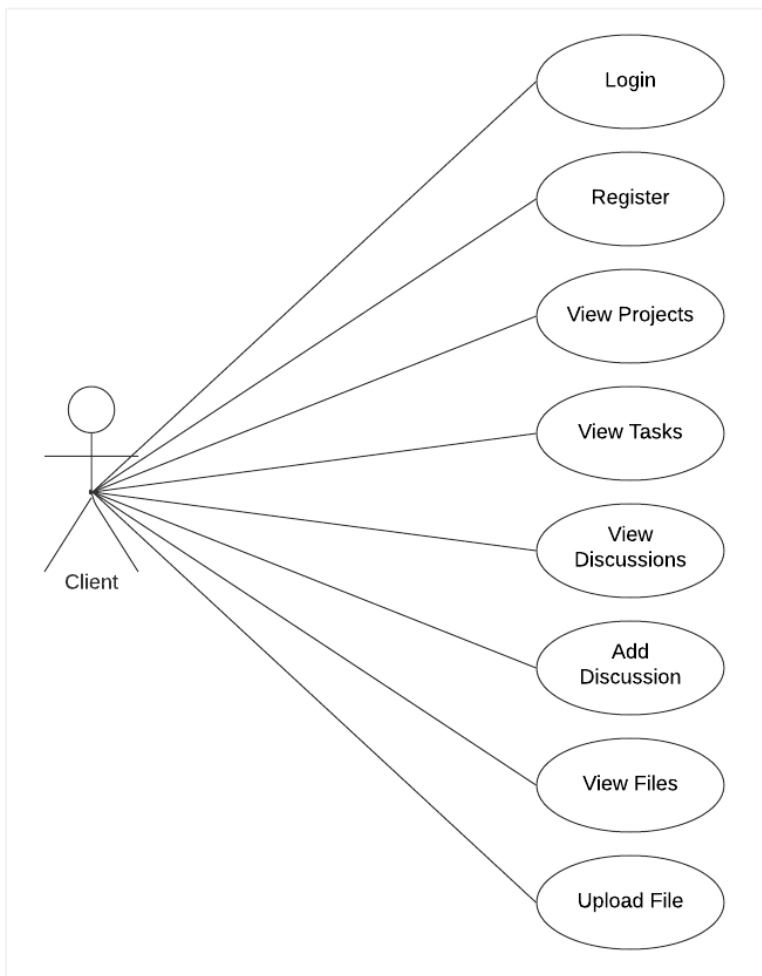 Login
Register
View Projects
View Tasks
View
Discussions
Client
Add
Discussion
View Files
Upload File